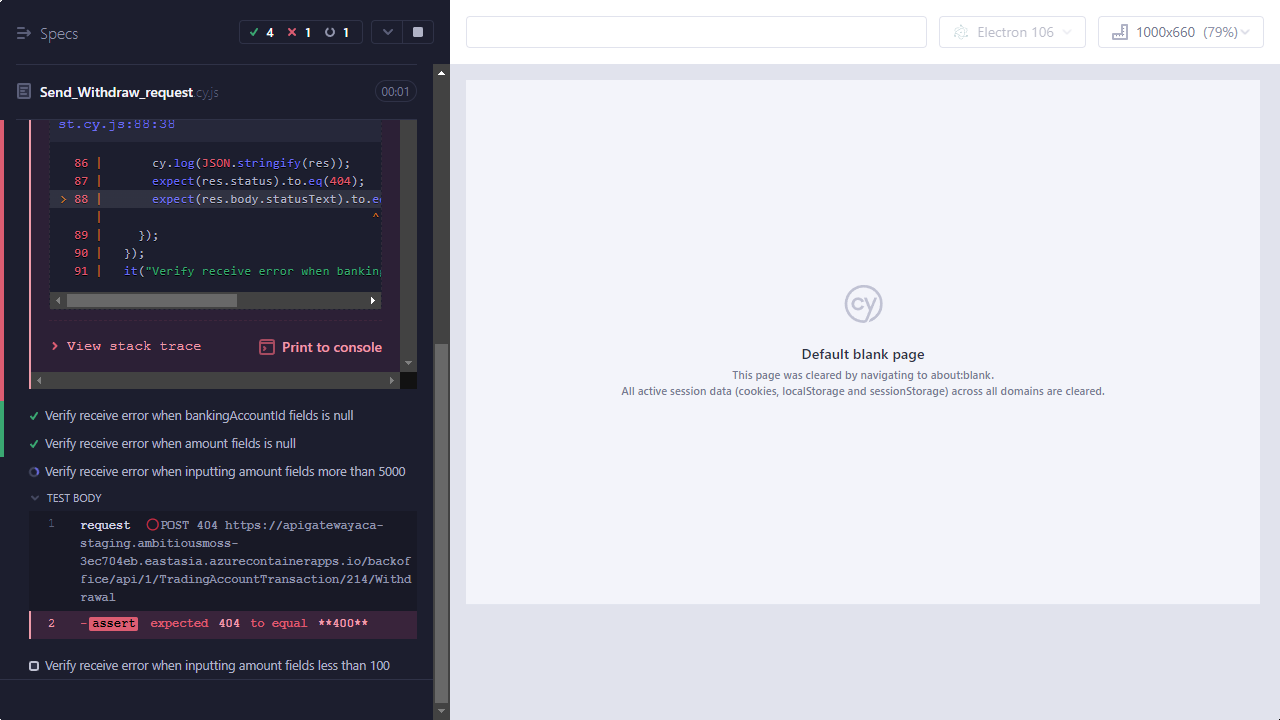 Specs
4 1 1
Electron 106
1000x660 (79%)
Send_Withdraw_request.cy.js
00:01
st.cy.js:88:38
86 | cy.log(JSON.stringify(res));
87 | expect(res.status).to.eq(404);
> 88 | expect(res.body.statusText).to.e
| ^
89 | });
90 | });
91 | it("Verify receive error when banking
> View stack trace
Print to console
Verify receive error when bankingAccountId fields is null
Verify receive error when amount fields is null
Verify receive error when inputting amount fields more than 5000
TEST BODY
1 request POST 404 https://apigatewayaca-
staging.ambitiousmoss-
3ec704eb.eastasia.azurecontainerapps.io/backof
fice/api/1/TradingAccountTransaction/214/Withd
rawal
2 -assert expected 404 to equal **400**
Verify receive error when inputting amount fields less than 100
cy
Default blank page
This page was cleared by navigating to about:blank.
All active session data (cookies, localStorage and sessionStorage) across all domains are cleared.